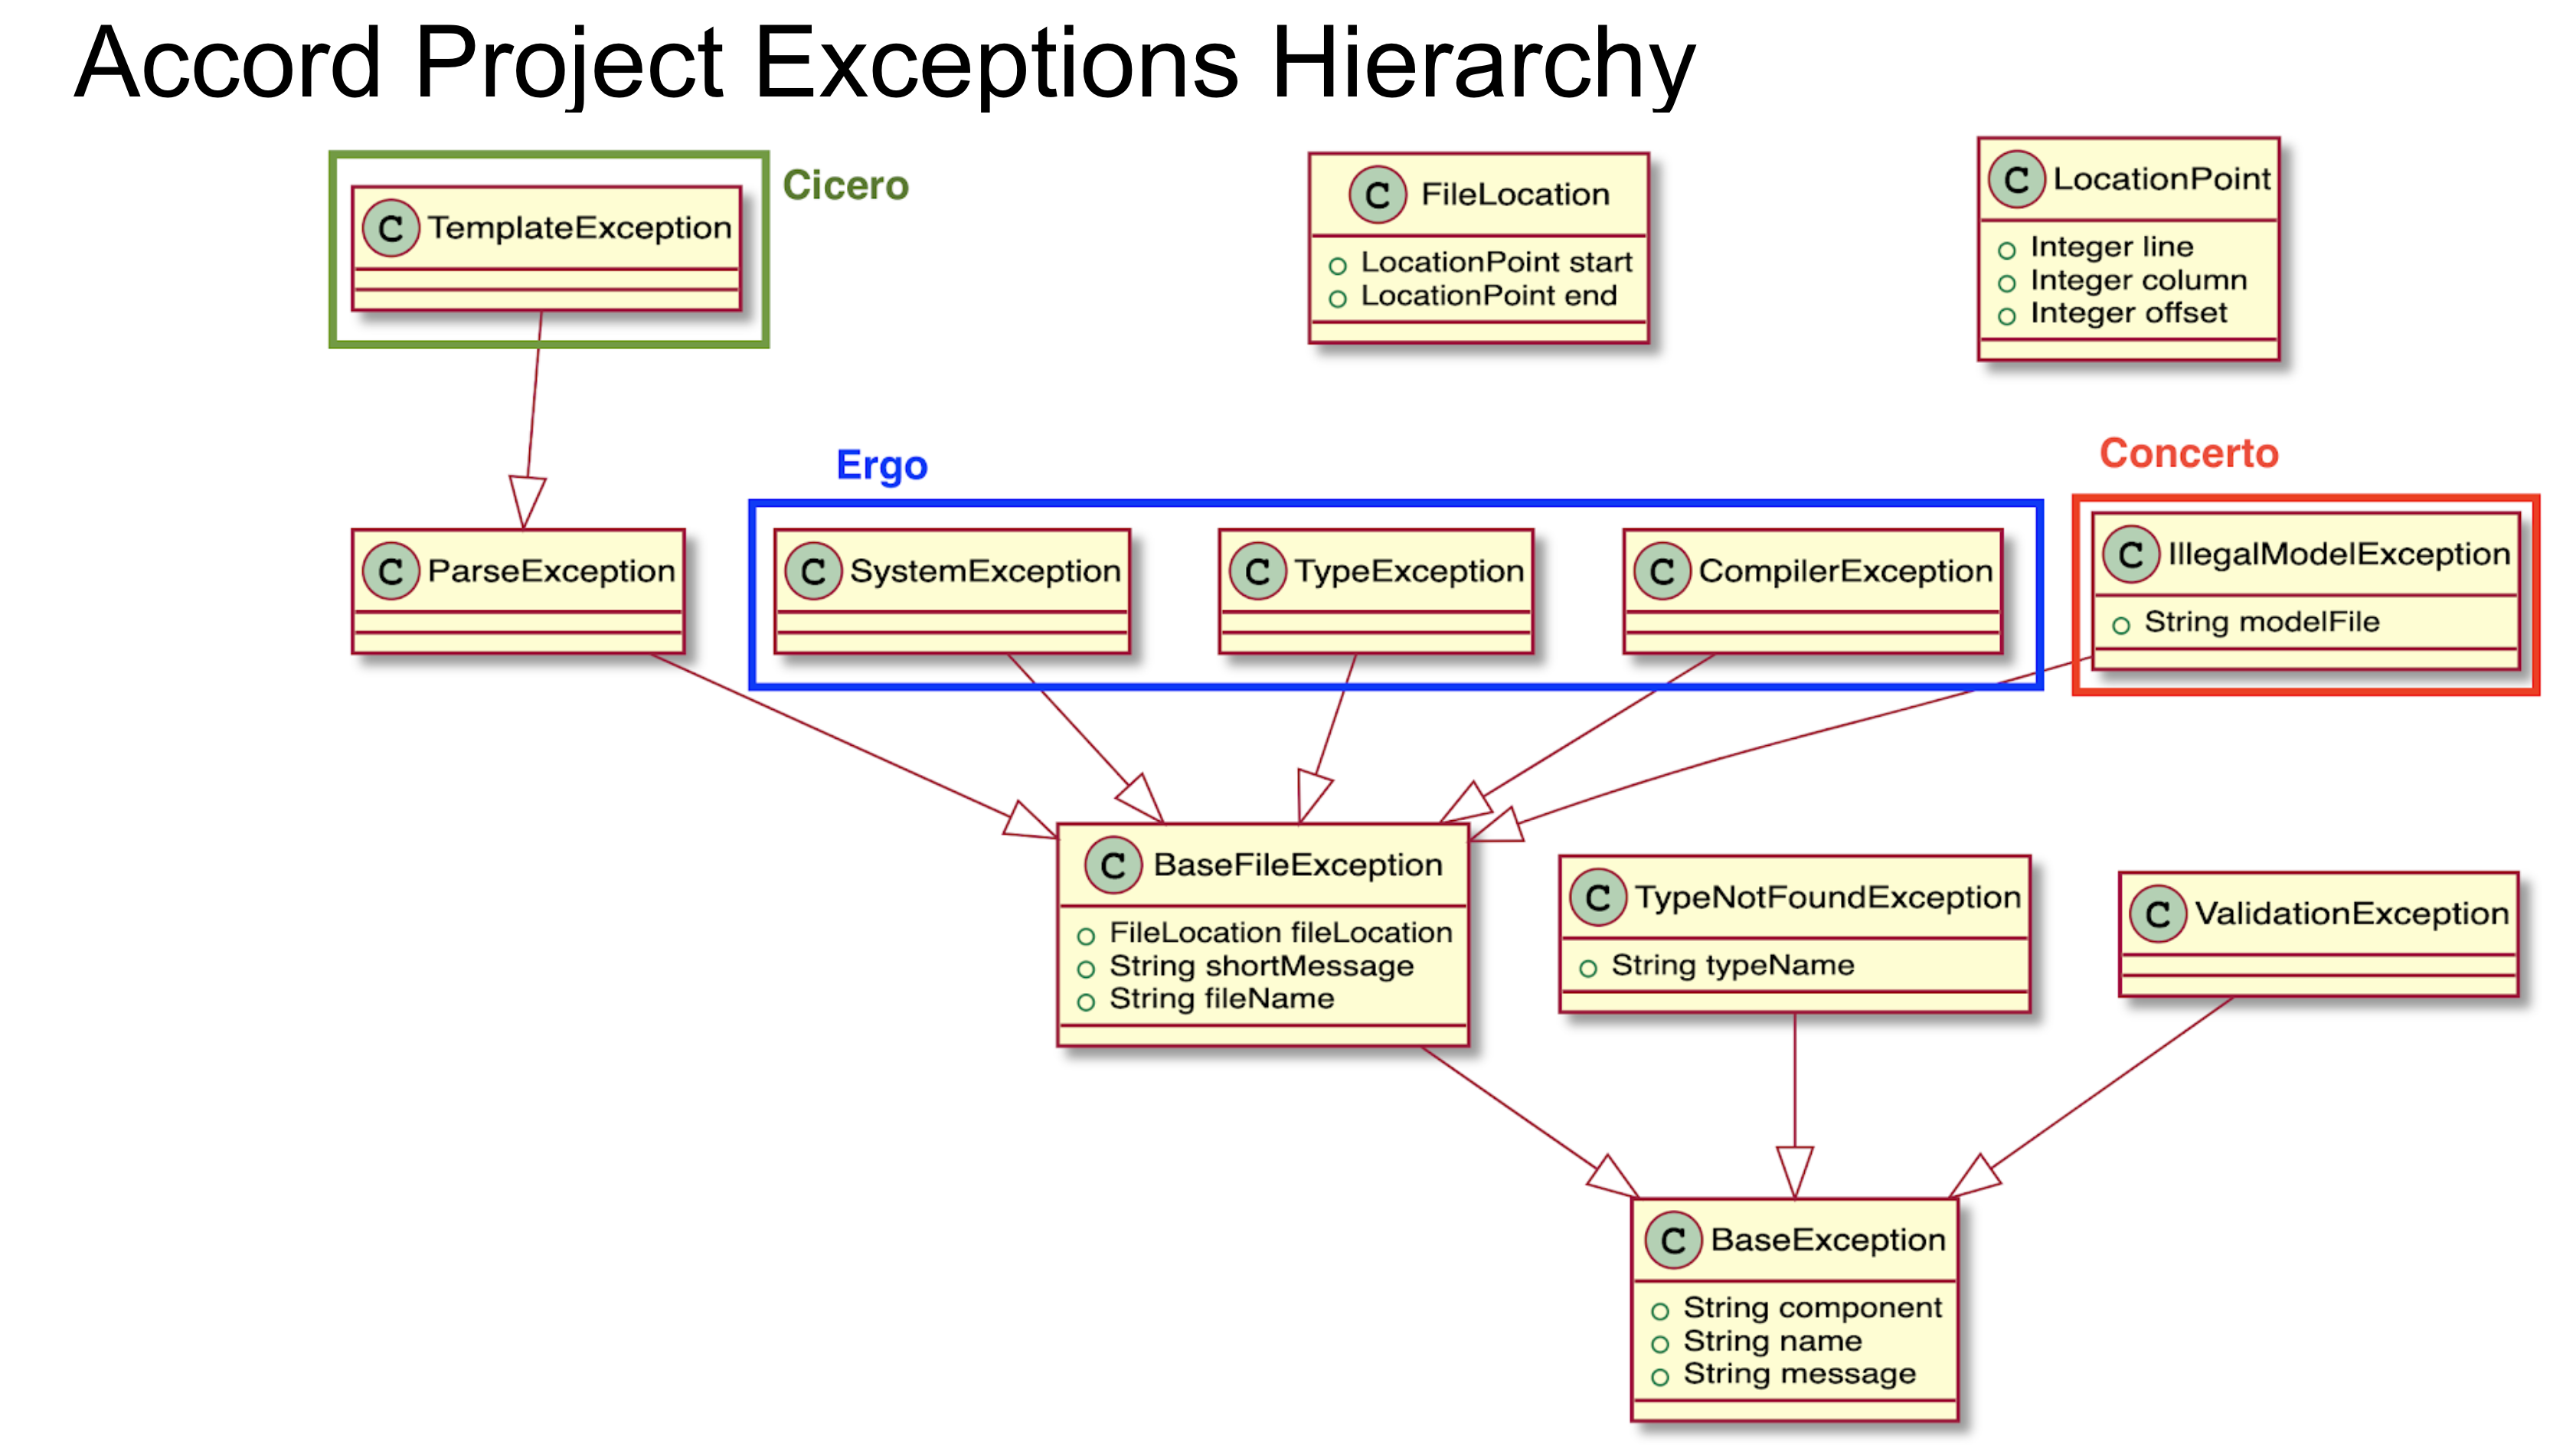 Accord Project Exceptions Hierarchy
Cicero
C TemplateException
C FileLocation
LocationPoint start
LocationPoint end
C LocationPoint
Integer line
Integer column
Integer offset
Ergo
Concerto
C ParseException
C SystemException
C TypeException
C CompilerException
C IllegalModelException
String modelFile
C BaseFileException
FileLocation fileLocation
String shortMessage
String fileName
C TypeNotFoundException
String typeName
C ValidationException
C BaseException
String component
String name
String message